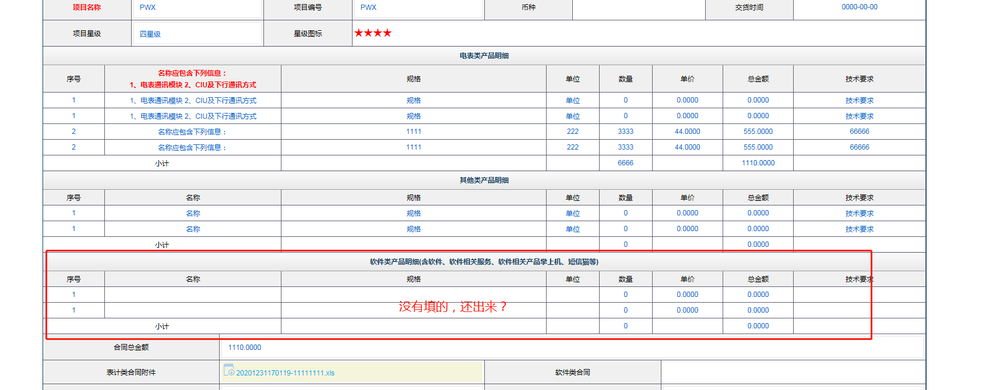 项目名称 PWX 项目编号 PWX 币种 交货时间 0000-00-00
项目星级 四星级 星级图标 ★★★★
电表类产品明细
序号 名称应包含下列信息： 1、电表通讯模块 2、CIU及下行通讯方式 规格 单位 数量 单价 总金额 技术要求
1 1、电表通讯模块 2、CIU及下行通讯方式 规格 单位 0 0.0000 0.0000 技术要求
1 1、电表通讯模块 2、CIU及下行通讯方式 规格 单位 0 0.0000 0.0000 技术要求
2 名称应包含下列信息： 1111 222 3333 44.0000 555.0000 66666
2 名称应包含下列信息： 1111 222 3333 44.0000 555.0000 66666
小计 6666 1110.0000
其他类产品明细
序号 名称 规格 单位 数量 单价 总金额 技术要求
1 名称 规格 单位 0 0.0000 0.0000 技术要求
1 名称 规格 单位 0 0.0000 0.0000 技术要求
小计 0 0.0000
软件类产品明细(含软件、软件相关服务、软件相关产品掌上机、短信猫等)
序号 名称 规格 单位 数量 单价 总金额 技术要求
1 0 0.0000 0.0000
没有填的，还出来？
1 0 0.0000 0.0000
小计 0 0.0000
合同总金额 1110.0000
表计类合同附件 20201231170119-11111111.xls 软件类合同